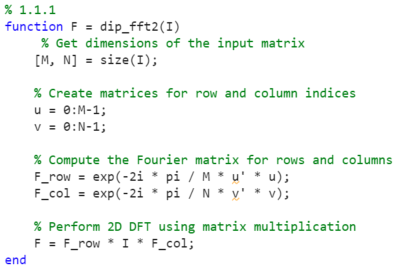 % 1.1.1
function F = dip_fft2(I)
% Get dimensions of the input matrix
[M, N] = size(I);
% Create matrices for row and column indices
u = 0:M-1;
v = 0:N-1;
% Compute the Fourier matrix for rows and columns
F_row = exp(-2i * pi / M * u' * u);
F_col = exp(-2i * pi / N * v' * v);
% Perform 2D DFT using matrix multiplication
F = F_row * I * F_col;
end